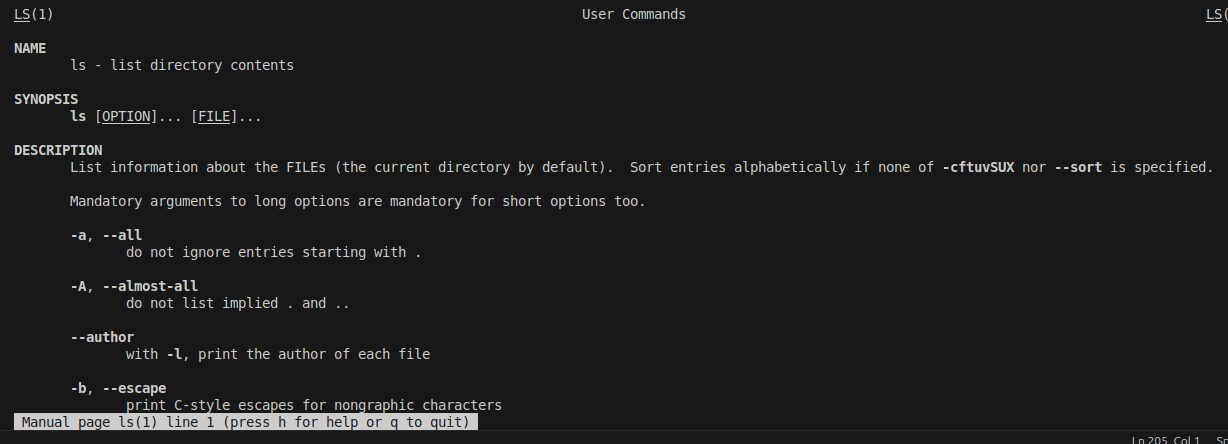 LS(1) User Commands LS(
NAME
ls - list directory contents
SYNOPSIS
ls [OPTION]... [FILE]...
DESCRIPTION
List information about the FILEs (the current directory by default).  Sort entries alphabetically if none of -cftuvSUX nor --sort is specified.
Mandatory arguments to long options are mandatory for short options too.
-a, --all
do not ignore entries starting with .
-A, --almost-all
do not list implied . and ..
--author
with -l, print the author of each file
-b, --escape
print C-style escapes for nongraphic characters
Manual page ls(1) line 1 (press h for help or q to quit)
Ln 205, Col 1